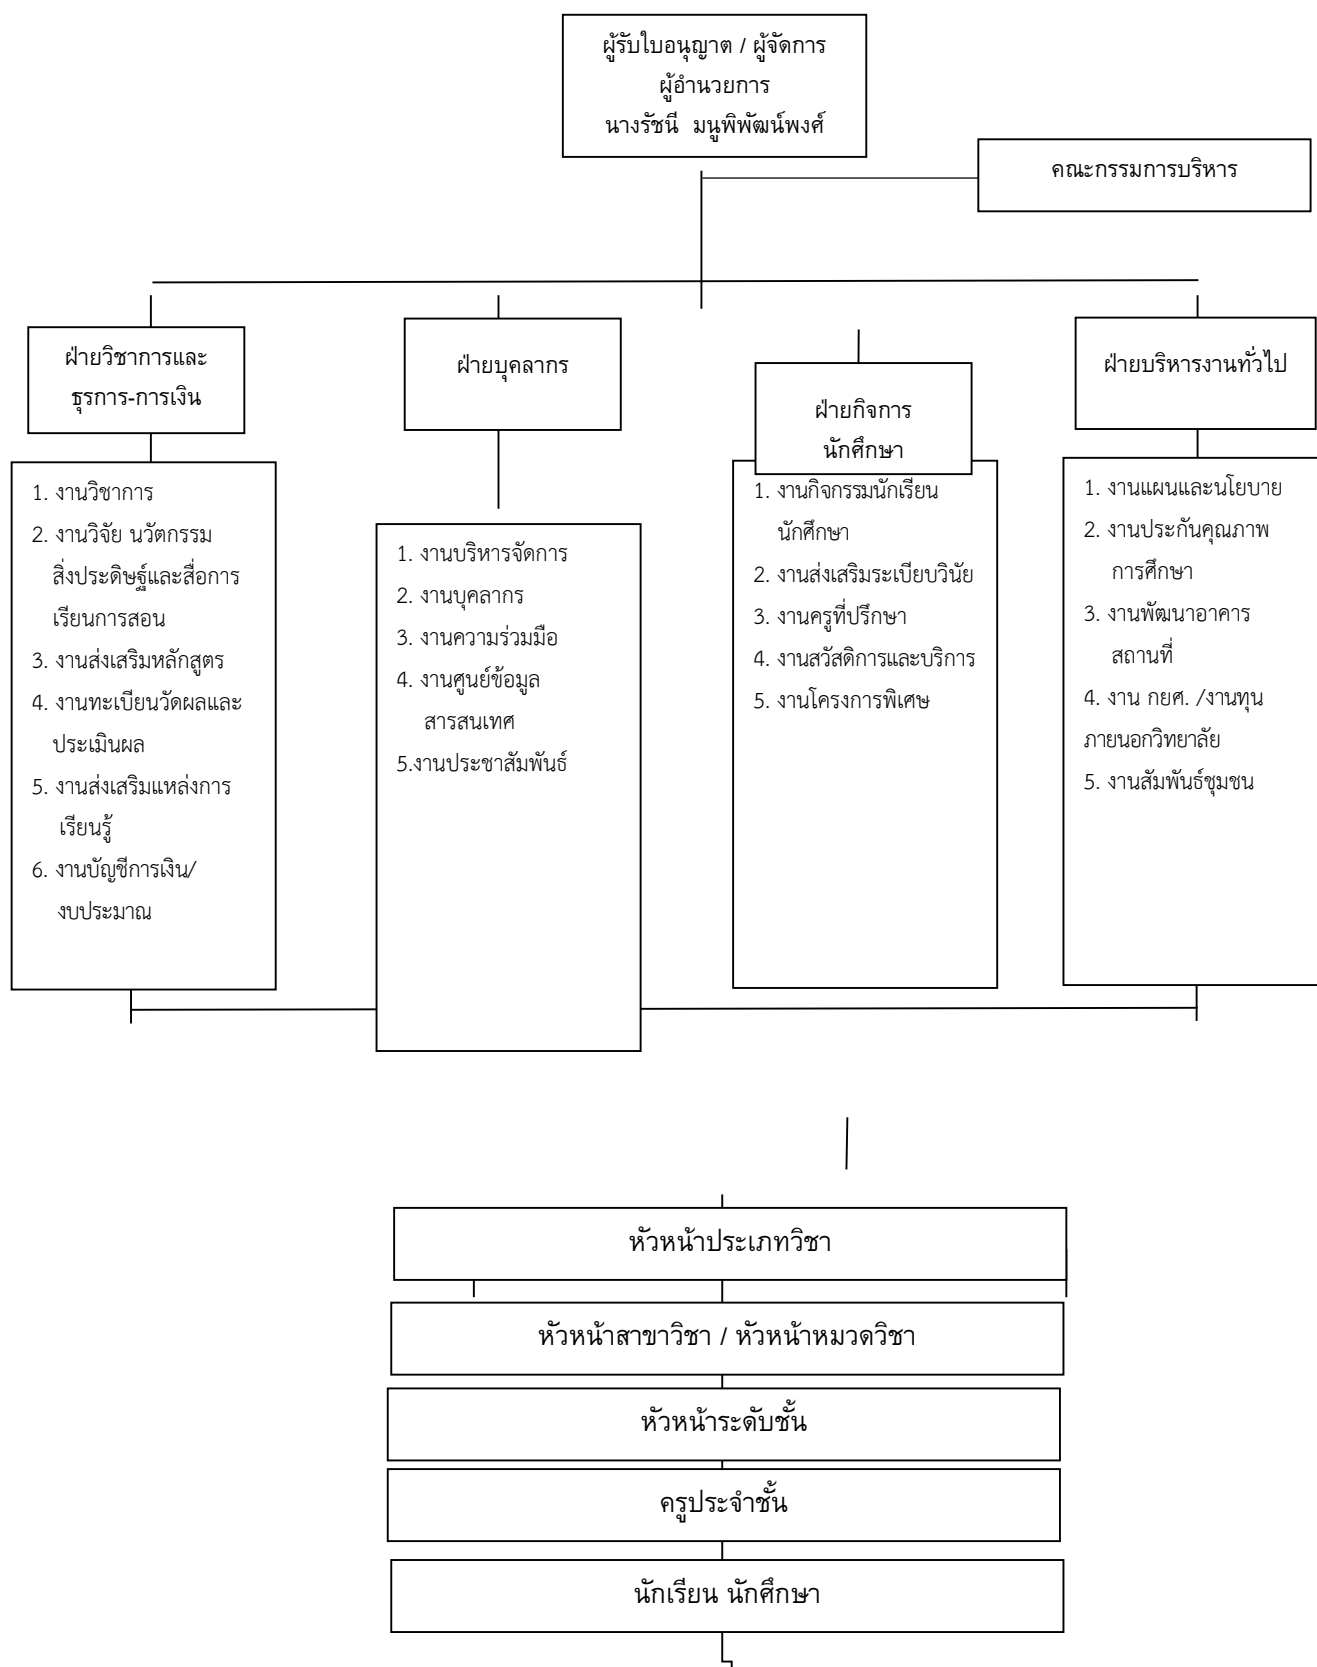 ผู้รับใบอนุญาต / ผู้จัดการ
ผู้อำนวยการ
นางรัชนี  มนูพิพัฒน์พงศ์
คณะกรรมการบริหาร
ฝ่ายวิชาการและ
ธุรการ-การเงิน
1. งานวิชาการ
2. งานวิจัย นวัตกรรม
สิ่งประดิษฐ์และสื่อการ
เรียนการสอน
3. งานส่งเสริมหลักสูตร
4. งานทะเบียนวัดผลและ
ประเมินผล
5. งานส่งเสริมแหล่งการ
เรียนรู้
6. งานบัญชีการเงิน/
งบประมาณ
ฝ่ายบุคลากร
1. งานบริหารจัดการ
2. งานบุคลากร
3. งานความร่วมมือ
4. งานศูนย์ข้อมูล
สารสนเทศ
5.งานประชาสัมพันธ์
ฝ่ายกิจการ
นักศึกษา
1. งานกิจกรรมนักเรียน
นักศึกษา
2. งานส่งเสริมระเบียบวินัย
3. งานครูที่ปรึกษา
4. งานสวัสดิการและบริการ
5. งานโครงการพิเศษ
ฝ่ายบริหารงานทั่วไป
1. งานแผนและนโยบาย
2. งานประกันคุณภาพ
การศึกษา
3. งานพัฒนาอาคาร
สถานที่
4. งาน กยศ. /งานทุน
ภายนอกวิทยาลัย
5. งานสัมพันธ์ชุมชน
หัวหน้าประเภทวิชา
หัวหน้าสาขาวิชา / หัวหน้าหมวดวิชา
หัวหน้าระดับชั้น
ครูประจำชั้น
นักเรียน นักศึกษา